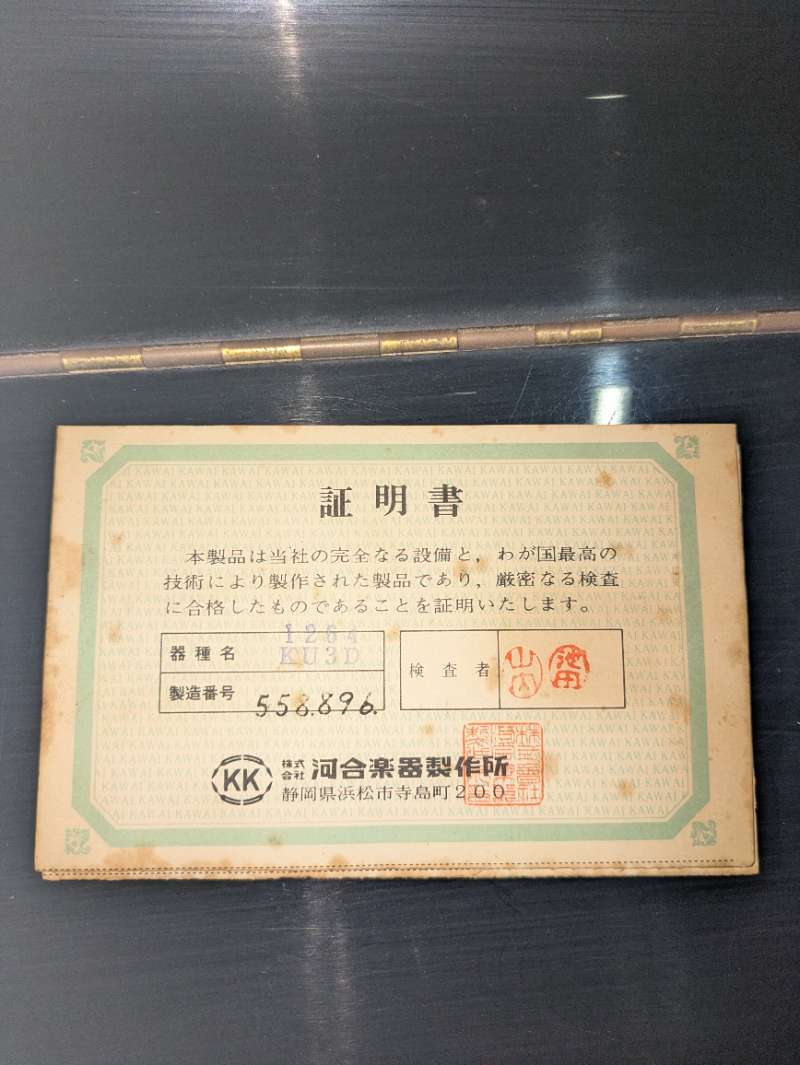 証明書
本製品は当社の完全なる設備と，わが国最高の
技術により製作された製品であり，厳密なる検査
に合格したものであることを証明いたします。
1264
器種名 KU3D
製造番号 558.896.
検査者 山内 池田
KK 株式会社 河合楽器製作所
静岡県浜松市寺島町200